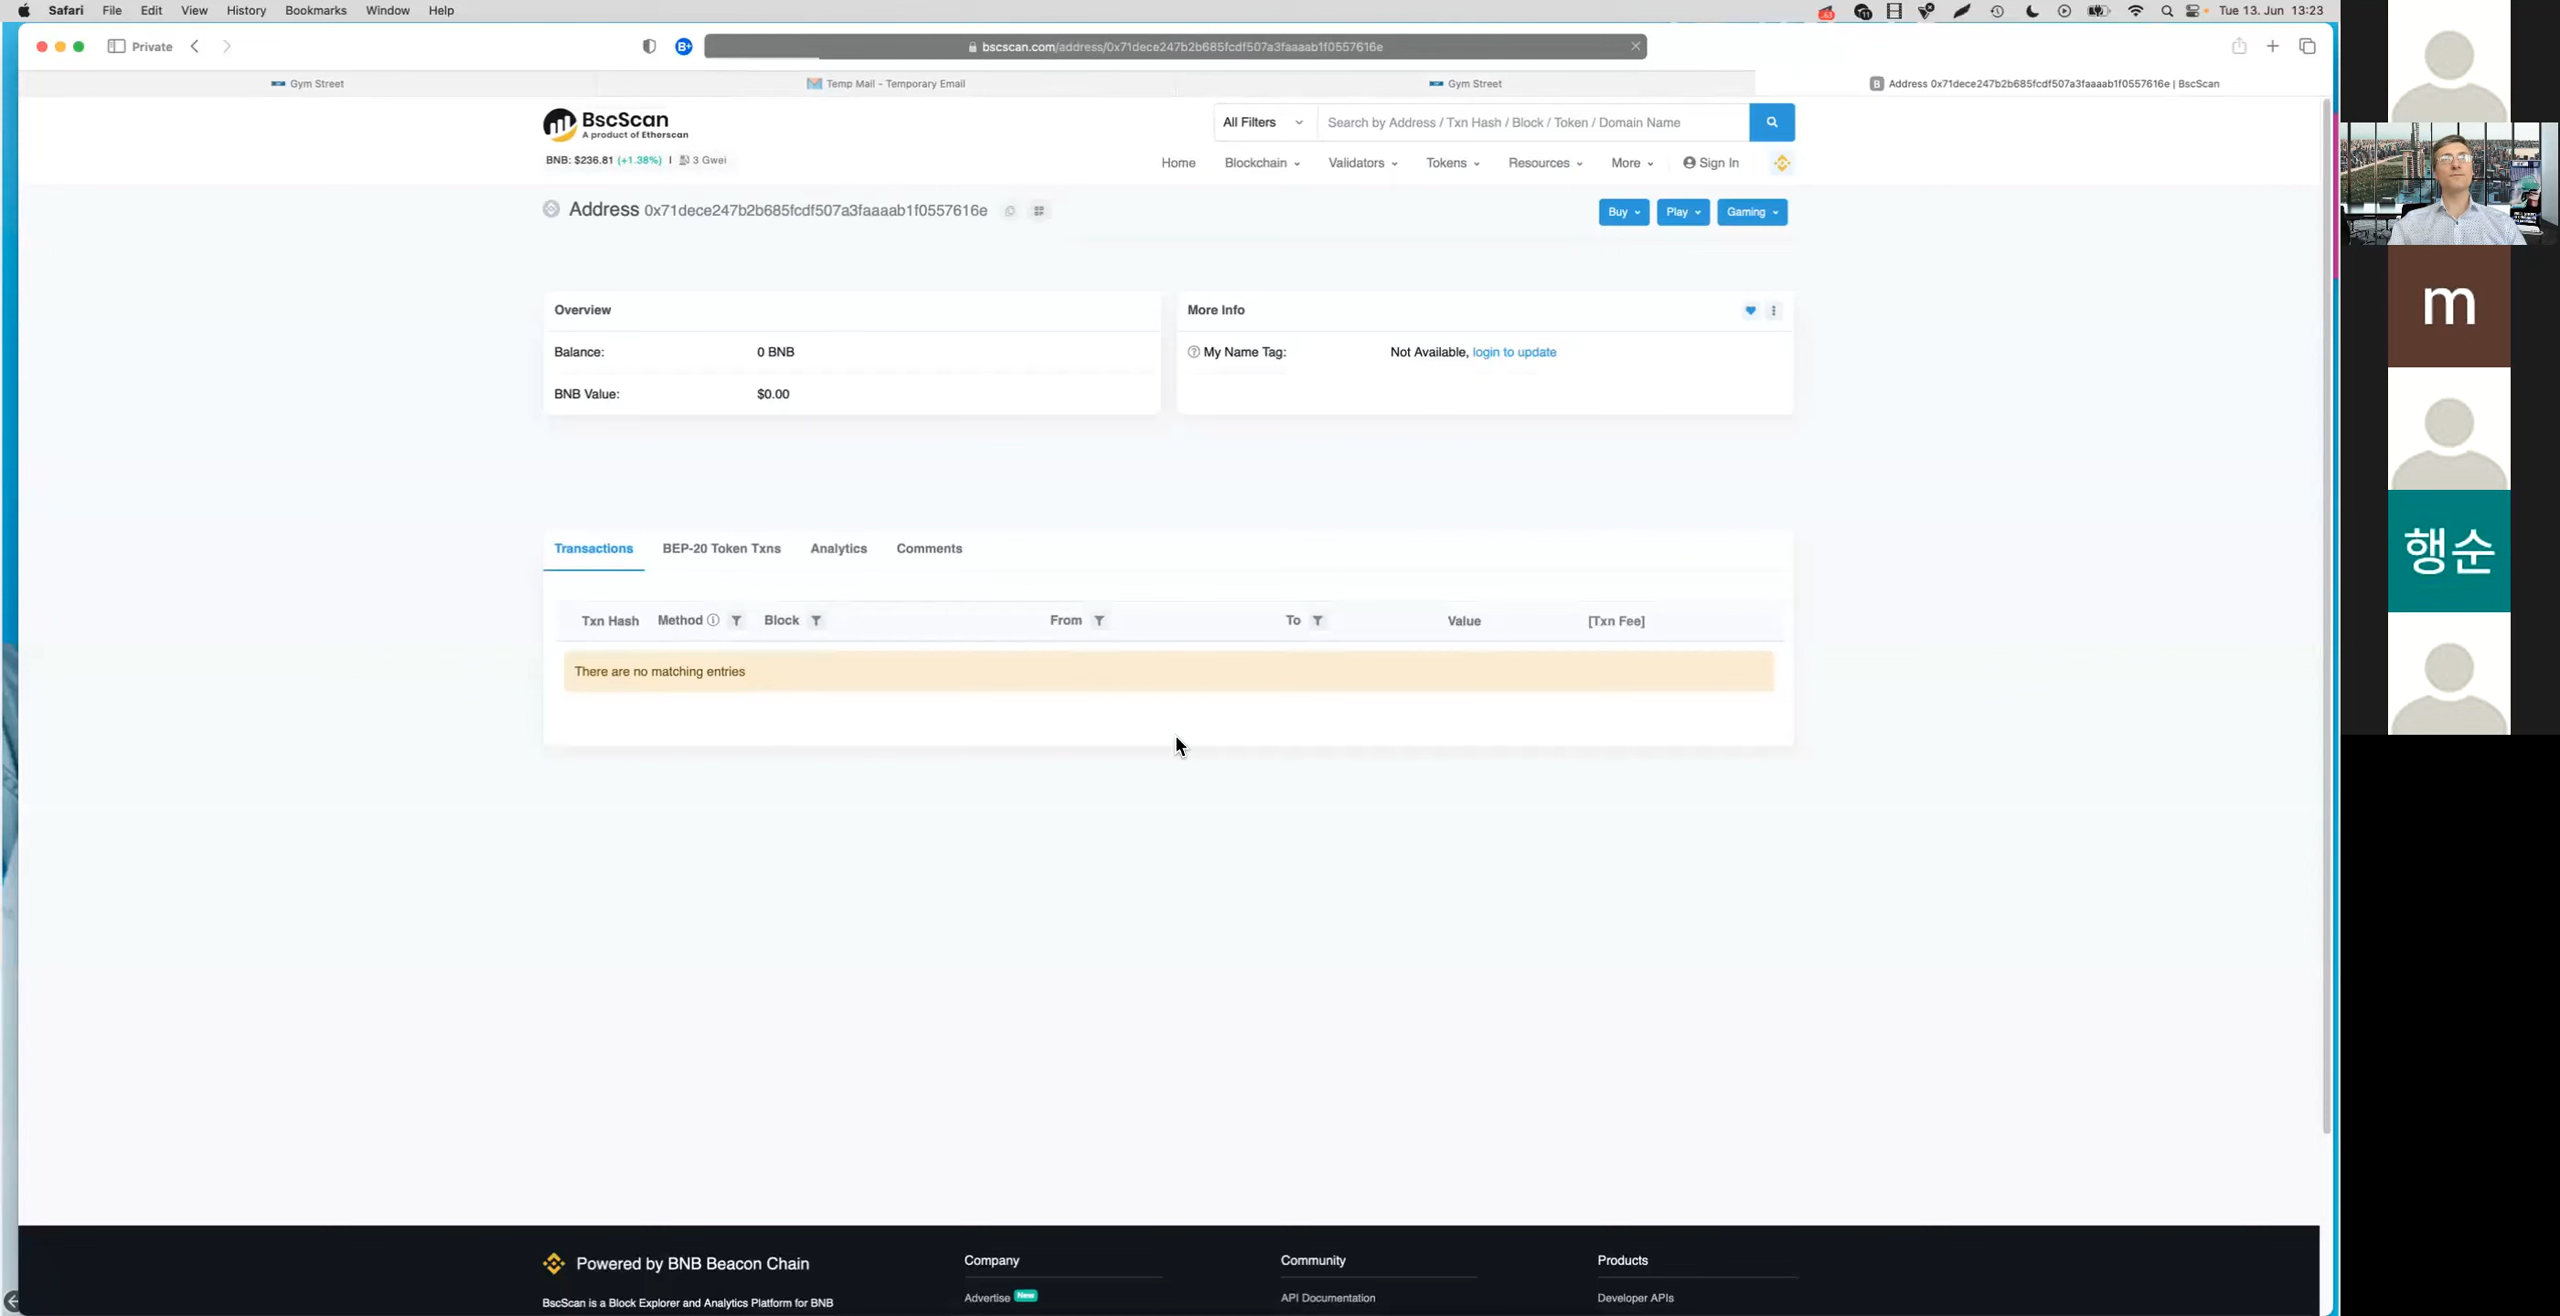 Safari File Edit View History Bookmarks Window Help
Tue 13. Jun 13:23
Private
bscscan.com/address/0x71dece247b2b685fcdf507a3faaaab1f0557616e
Gym Street
Temp Mail - Temporary Email
Gym Street
Address 0x71dece247b2b685fcdf507a3faaaab1f0557616e | BscScan
BscScan
A product of Etherscan
All Filters
Search by Address / Txn Hash / Block / Token / Domain Name
BNB: $236.81 (+1.38%) | 3 Gwei
Home Blockchain Validators Tokens Resources More Sign In
Address 0x71dece247b2b685fcdf507a3faaaab1f0557616e
Buy Play Gaming
Overview
Balance: 0 BNB
BNB Value: $0.00
More Info
My Name Tag: Not Available, login to update
Transactions BEP-20 Token Txns Analytics Comments
Txn Hash Method Block From To Value [Txn Fee]
There are no matching entries
Powered by BNB Beacon Chain
BscScan is a Block Explorer and Analytics Platform for BNB
Company
Advertise New
Community
API Documentation
Products
Developer APIs
m
행순